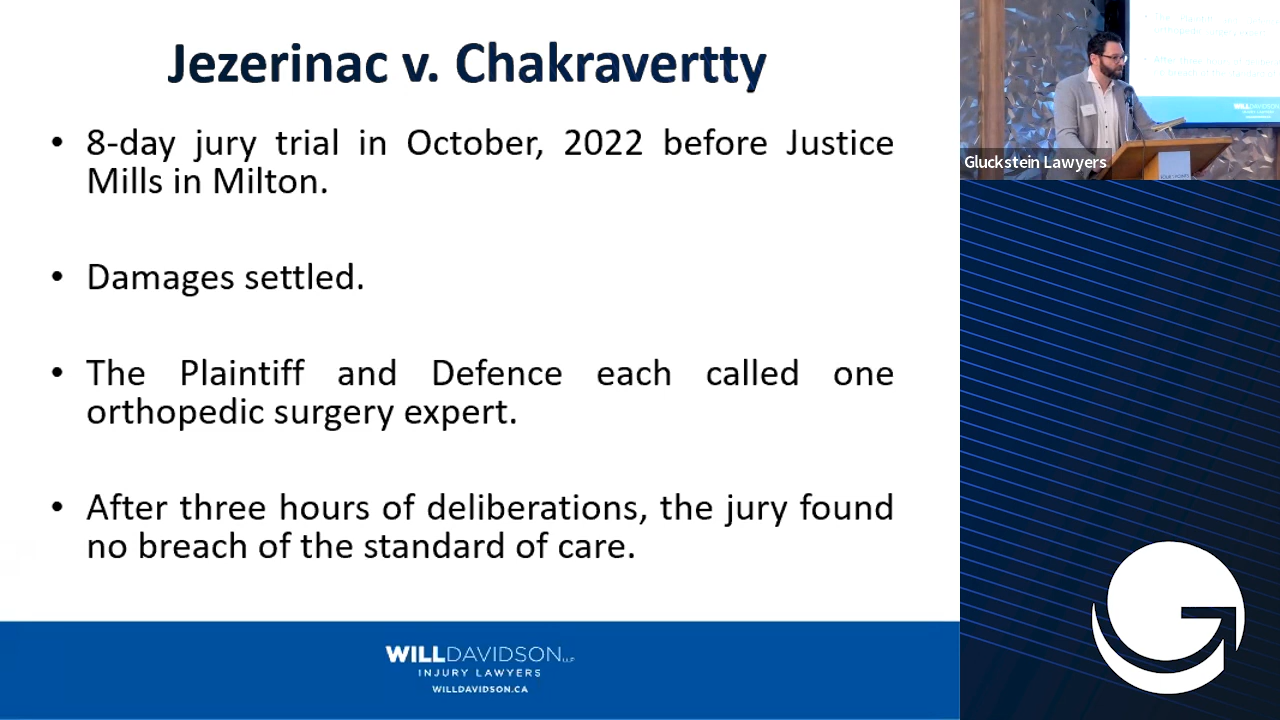 Jezerinac v. Chakravertty
• 8-day jury trial in October, 2022 before Justice
Mills in Milton.
• Damages settled.
• The Plaintiff and Defence each called one
orthopedic surgery expert.
• After three hours of deliberations, the jury found
no breach of the standard of care.
WILLDAVIDSON LLP
INJURY LAWYERS
WILLDAVIDSON.CA
Gluckstein Lawyers